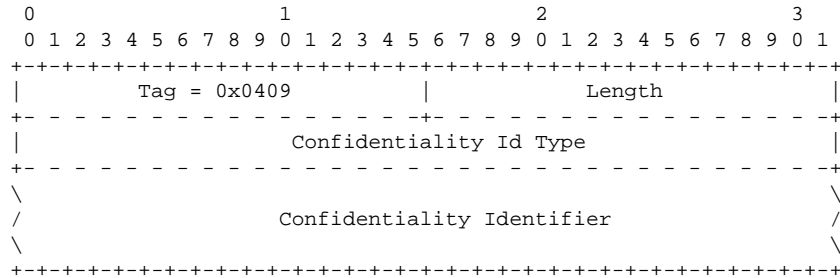 0                   1                   2                   3
 0 1 2 3 4 5 6 7 8 9 0 1 2 3 4 5 6 7 8 9 0 1 2 3 4 5 6 7 8 9 0 1
+-+-+-+-+-+-+-+-+-+-+-+-+-+-+-+-+-+-+-+-+-+-+-+-+-+-+-+-+-+-+-+-+
|         Tag = 0x0409          |            Length             |
+- - - - - - - - - - - - - - - -+- - - - - - - - - - - - - - - -+
|                     Confidentiality Id Type                   |
+- - - - - - - - - - - - - - - - - - - - - - - - - - - - - - - -+
\                                                               \
/                    Confidentiality Identifier                 /
\                                                               \
+-+-+-+-+-+-+-+-+-+-+-+-+-+-+-+-+-+-+-+-+-+-+-+-+-+-+-+-+-+-+-+-+